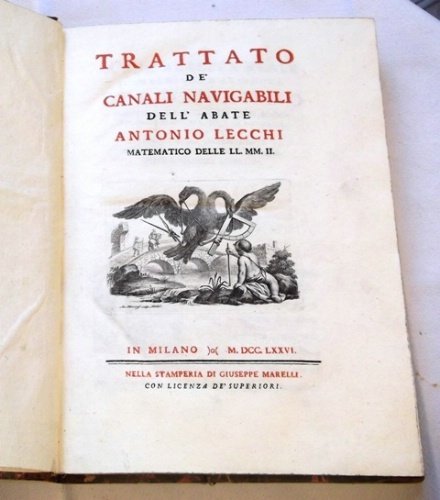 TRATTATO
DE'
CANALI NAVIGABILI
DELL' ABATE
ANTONIO LECCHI
MATEMATICO DELLE LL. MM. II.
IN MILANO )o( M. DCC. LXXVI.
NELLA STAMPERIA DI GIUSEPPE MARELLI.
CON LICENZA DE' SUPERIORI.